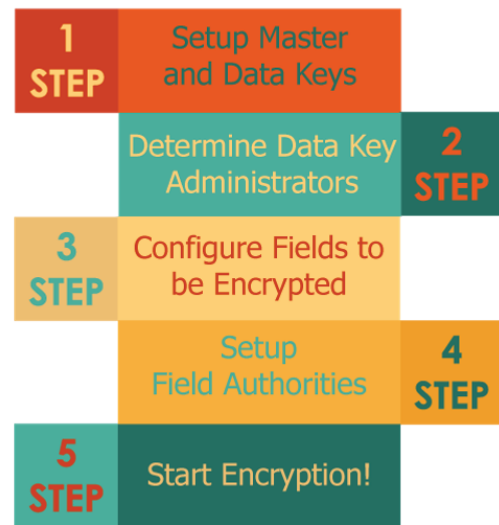 1
STEP
Setup Master
and Data Keys
Determine Data Key
Administrators
2
STEP
3
STEP
Configure Fields to
be Encrypted
Setup
Field Authorities
4
STEP
5
STEP
Start Encryption!